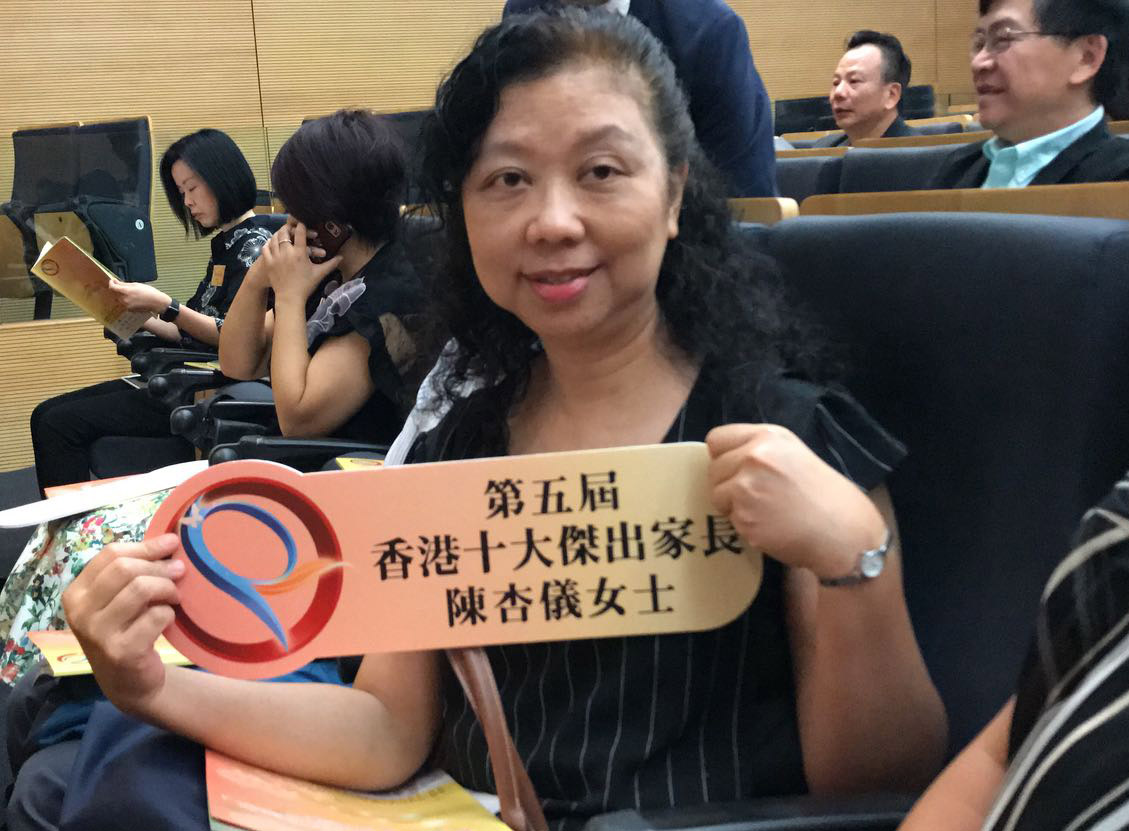 第五屆
香港十大傑出家長
陳杏儀女士